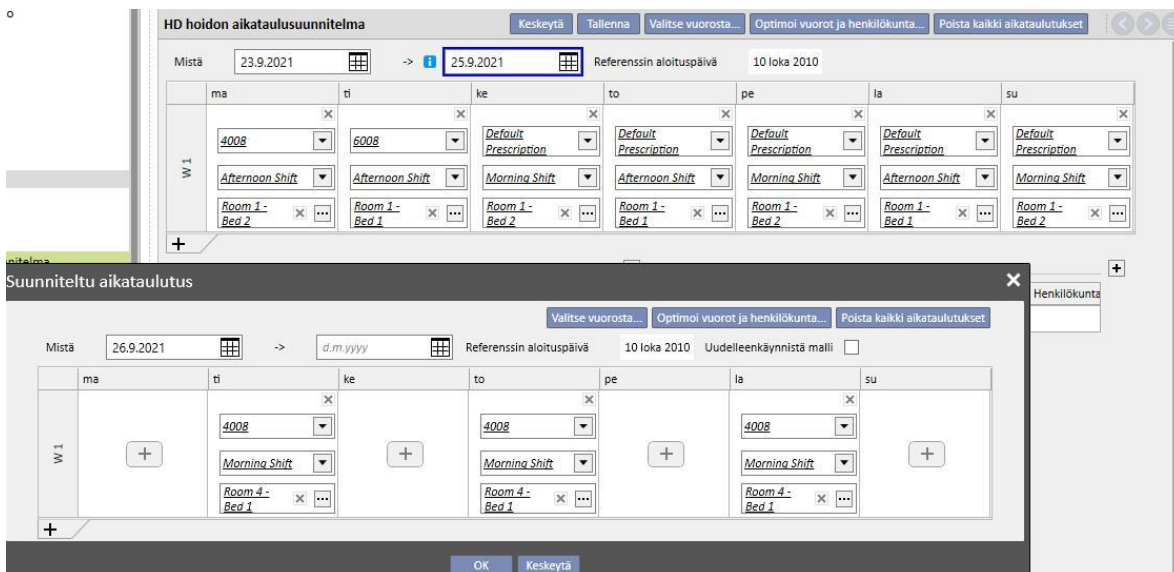 o
HD hoidon aikataulusuunnitelma Keskeytä Tallenna Valitse vuorosta... Optimoi vuorot ja henkilökunta... Poista kaikki aikataulutukset
Mistä 23.9.2021 -> 25.9.2021 Referenssin aloituspäivä 10 loka 2010
ma ti ke to pe la su
W 1
4008 6008 Default Prescription Default Prescription Default Prescription Default Prescription Default Prescription
Afternoon Shift Afternoon Shift Morning Shift Afternoon Shift Morning Shift Afternoon Shift Morning Shift
Room 1 - Bed 2 Room 1 - Bed 1 Room 1 - Bed 2 Room 1 - Bed 1 Room 1 - Bed 2 Room 1 - Bed 1 Room 1 - Bed 2
+
nitelma
Suunniteltu aikataulutus
Henkilökunta
Valitse vuorosta... Optimoi vuorot ja henkilökunta... Poista kaikki aikataulutukset
Mistä 26.9.2021 -> d.m.yyyy Referenssin aloituspäivä 10 loka 2010 Uudelleenkäynnistä malli
ma ti ke to pe la su
W 1
4008 4008 4008
Morning Shift Morning Shift Morning Shift
Room 4 - Bed 1 Room 4 - Bed 1 Room 4 - Bed 1
+
OK Keskeytä